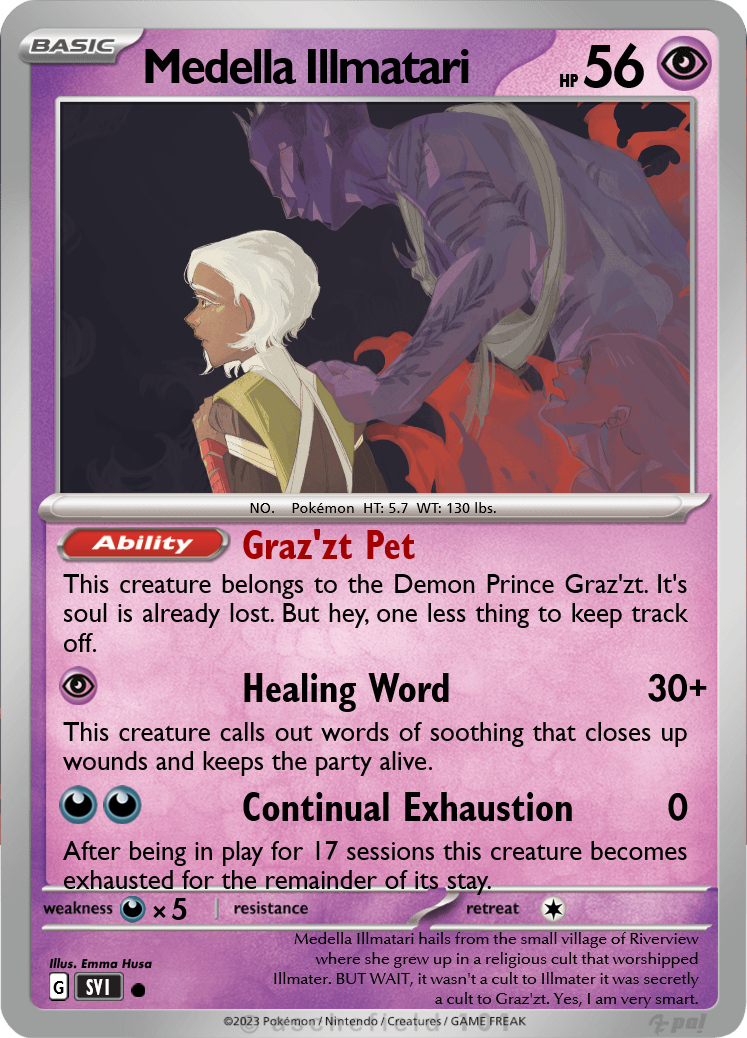 BASIC
Medella Illmatari
HP 56
NO. Pokémon HT: 5.7 WT: 130 lbs.
Ability Graz'zt Pet
This creature belongs to the Demon Prince Graz'zt. It's
soul is already lost. But hey, one less thing to keep track
off.
Healing Word 30+
This creature calls out words of soothing that closes up
wounds and keeps the party alive.
Continual Exhaustion 0
After being in play for 17 sessions this creature becomes
exhausted for the remainder of its stay.
weakness ×5 resistance retreat
Medella Illmatari hails from the small village of Riverview
where she grew up in a religious cult that worshipped
Illmater. BUT WAIT, it wasn't a cult to Illmater it was secretly
a cult to Graz'zt. Yes, I am very smart.
Illus. Emma Husa
G SVI
©2023 Pokémon / Nintendo / Creatures / GAME FREAK